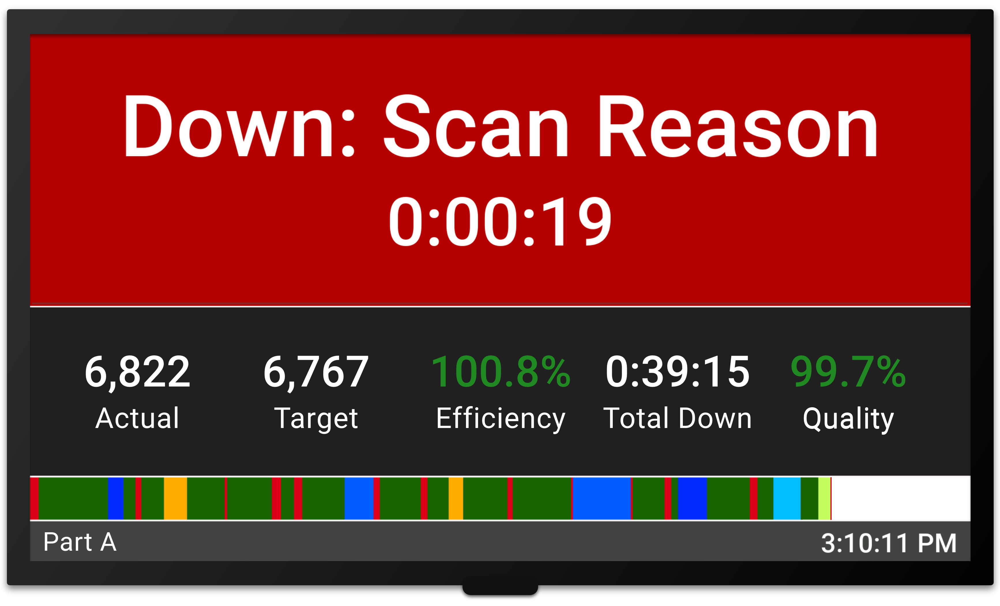 Down: Scan Reason
0:00:19
6,822 6,767 100.8% 0:39:15 99.7%
Actual Target Efficiency Total Down Quality
Part A 3:10:11 PM